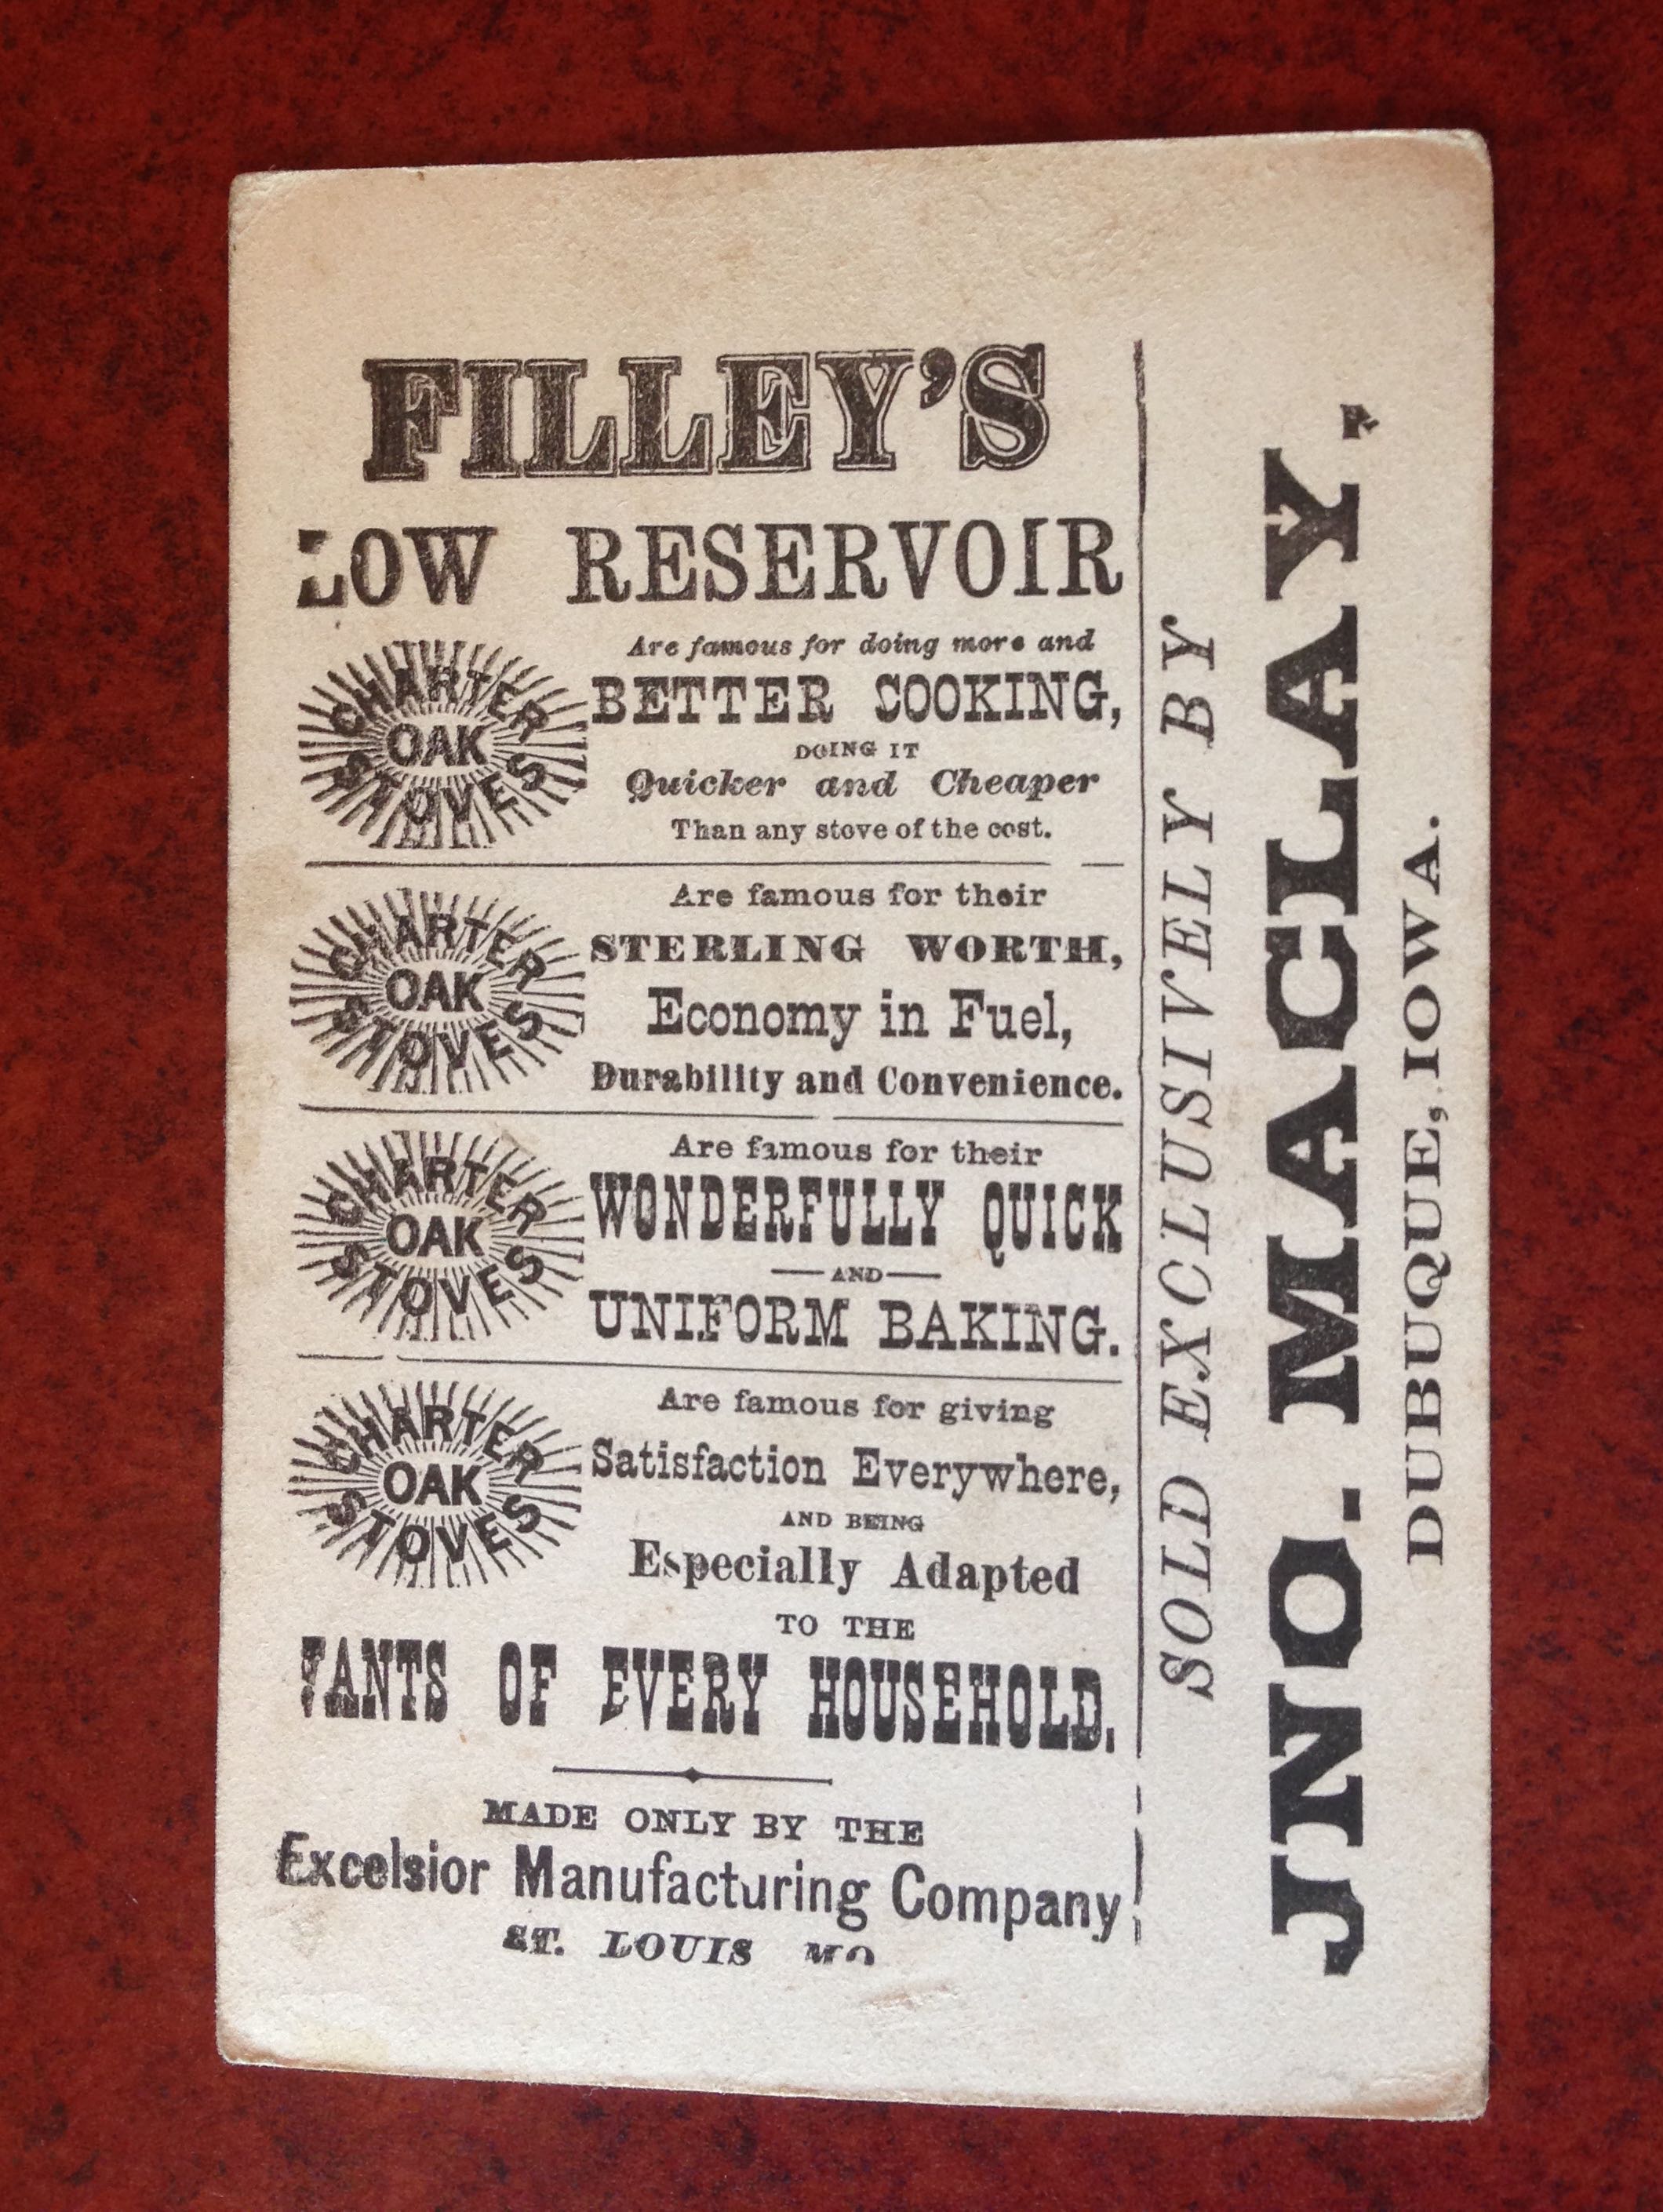 FILLEY'S
LOW RESERVOIR
CHARTER
OAK
STOVES
Are famous for doing more and
BETTER COOKING,
DOING IT
Quicker and Cheaper
Than any stove of the cost.
CHARTER
OAK
STOVES
Are famous for their
STERLING WORTH,
Economy in Fuel,
Durability and Convenience.
CHARTER
OAK
STOVES
Are famous for their
WONDERFULLY QUICK
AND
UNIFORM BAKING.
CHARTER
OAK
STOVES
Are famous for giving
Satisfaction Everywhere,
AND BEING
Especially Adapted
TO THE
WANTS OF EVERY HOUSEHOLD.
MADE ONLY BY THE
Excelsior Manufacturing Company
ST. LOUIS MO
SOLD EXCLUSIVELY BY
JNO. MACLAY,
DUBUQUE, IOWA.